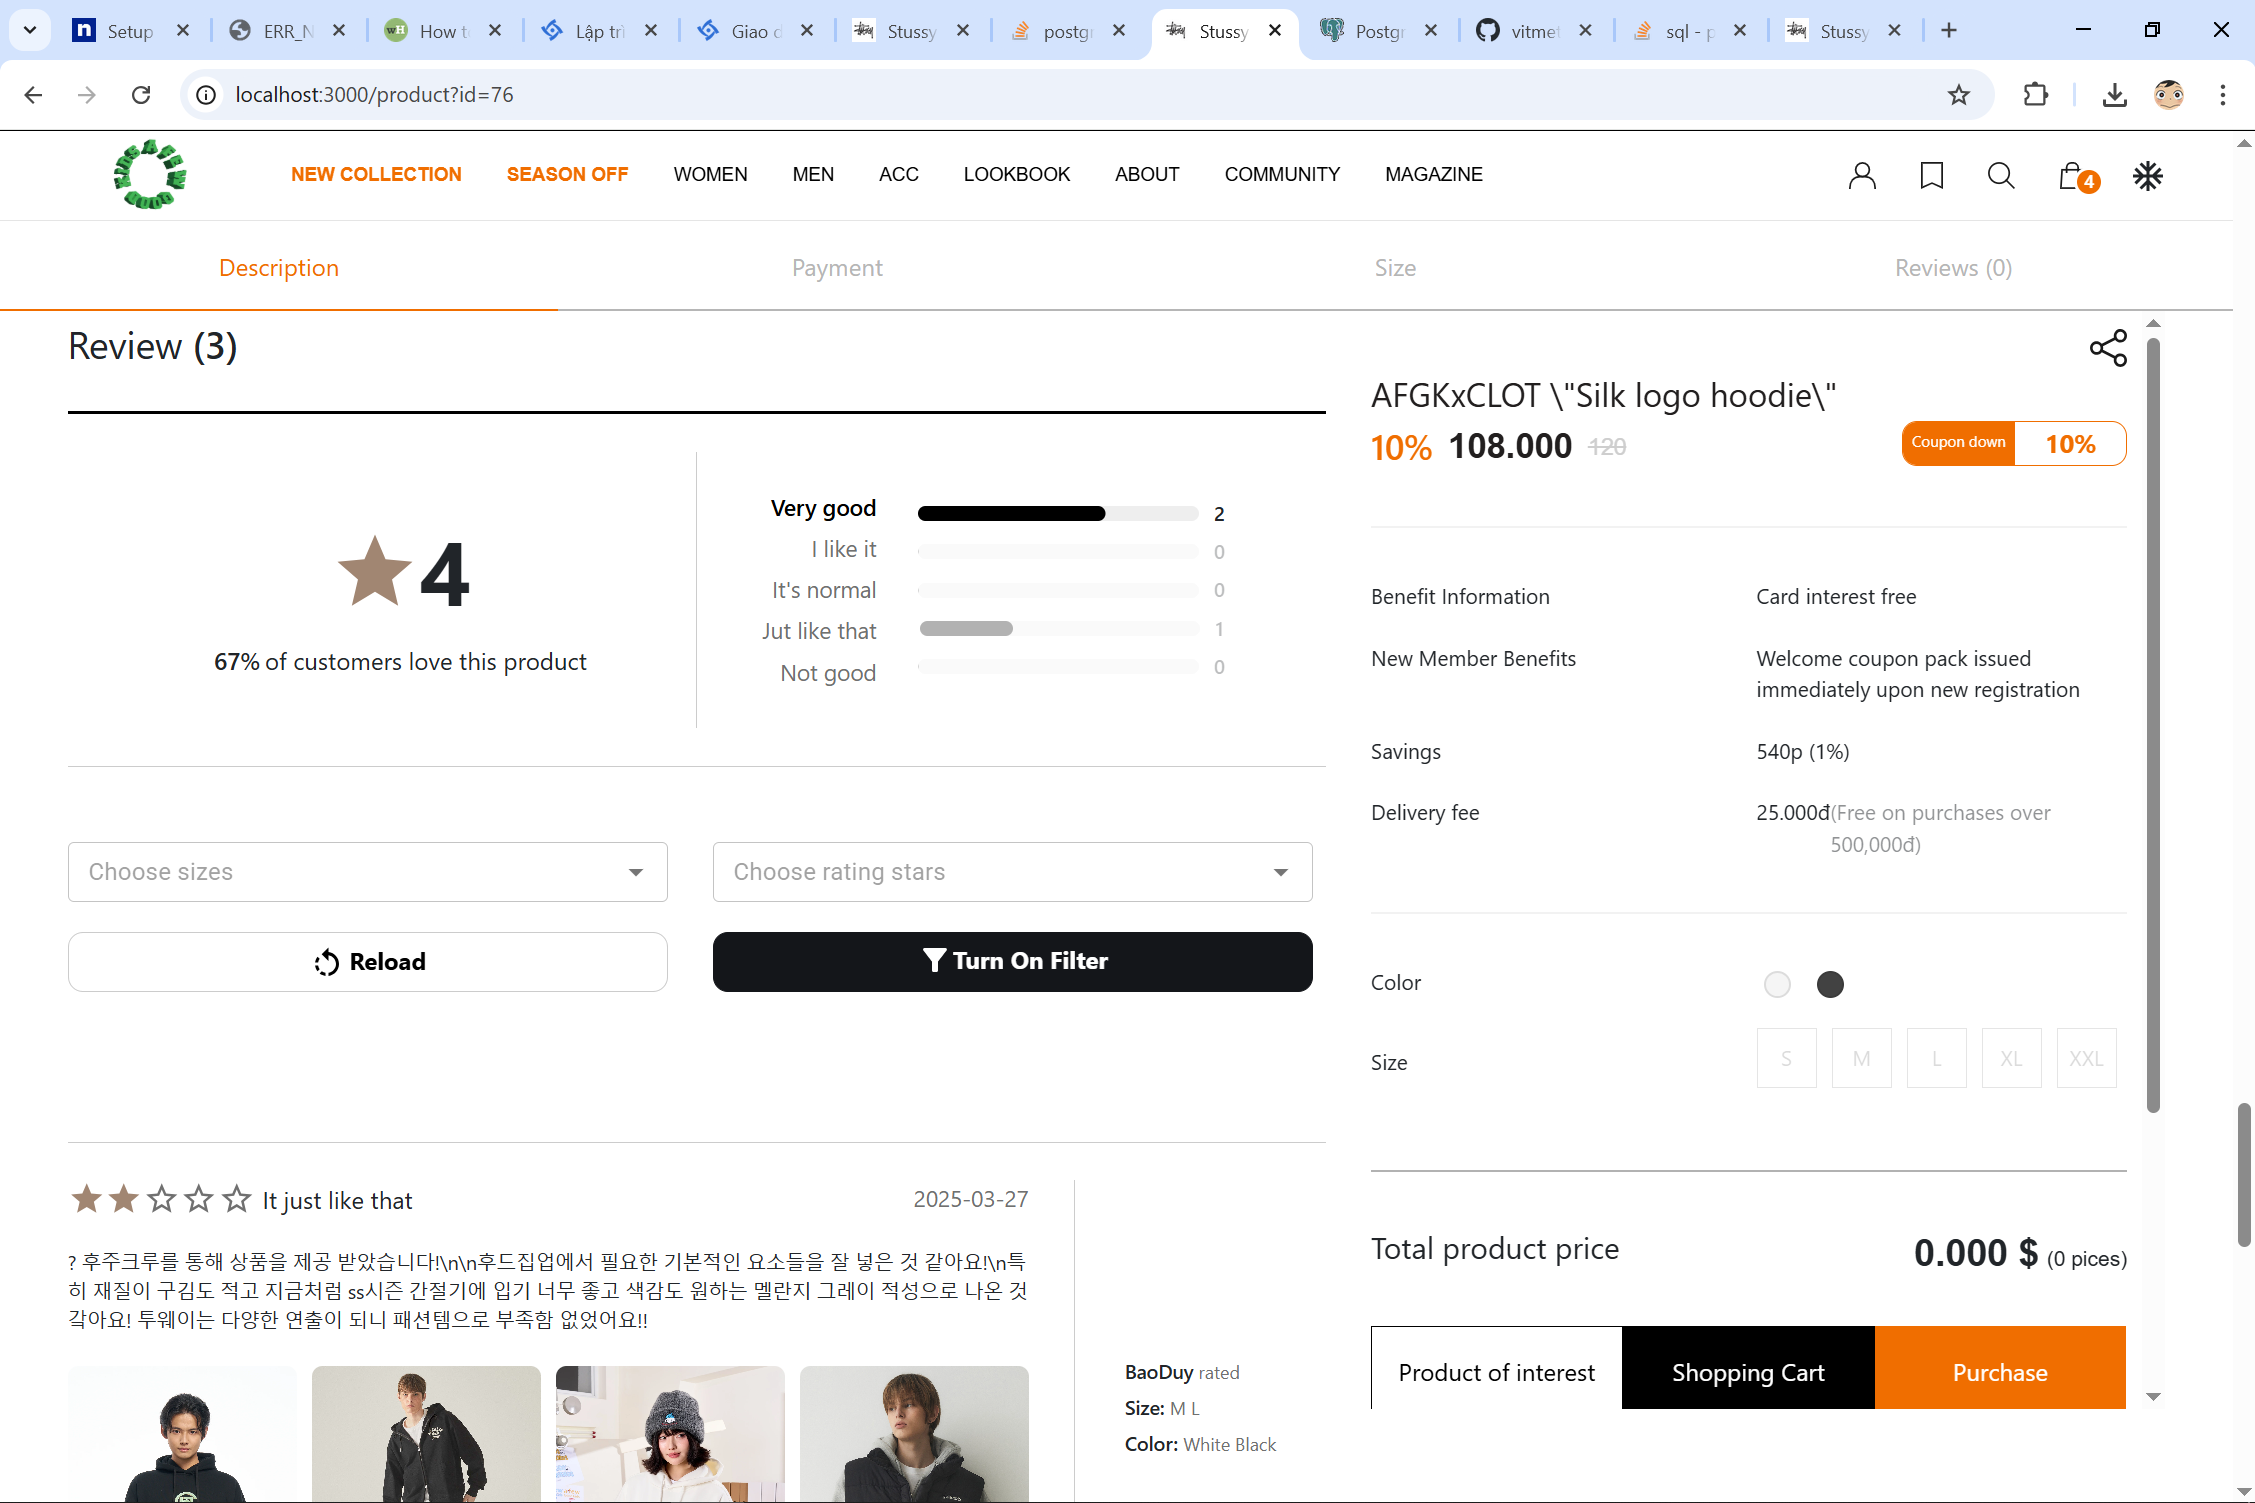 Setup
ERR_N
How t
Lập trì
Giao d
Stussy
postgr
Stussy
Postgr
vitmet
sql - p
Stussy
localhost:3000/product?id=76
NEW COLLECTION
SEASON OFF
WOMEN
MEN
ACC
LOOKBOOK
ABOUT
COMMUNITY
MAGAZINE
4
Description
Payment
Size
Reviews (0)
Review (3)
4
67% of customers love this product
Very good 2
I like it 0
It's normal 0
Jut like that 1
Not good 0
Choose sizes
Choose rating stars
Reload
Turn On Filter
It just like that
2025-03-27
? 후주크루를 통해 상품을 제공 받았습니다!\n\n후드집업에서 필요한 기본적인 요소들을 잘 넣은 것 같아요!\n특
히 재질이 구김도 적고 지금처럼 ss시즌 간절기에 입기 너무 좋고 색감도 원하는 멜란지 그레이 적성으로 나온 것
같아요! 투웨이는 다양한 연출이 되니 패션템으로 부족함 없었어요!!
BaoDuy rated
Size: M L
Color: White Black
AFGKxCLOT \"Silk logo hoodie\"
10% 108.000 120
Coupon down 10%
Benefit Information
Card interest free
New Member Benefits
Welcome coupon pack issued
immediately upon new registration
Savings
540p (1%)
Delivery fee
25.000đ(Free on purchases over
500,000đ)
Color
Size
S
M
L
XL
XXL
Total product price
0.000 $ (0 pices)
Product of interest
Shopping Cart
Purchase